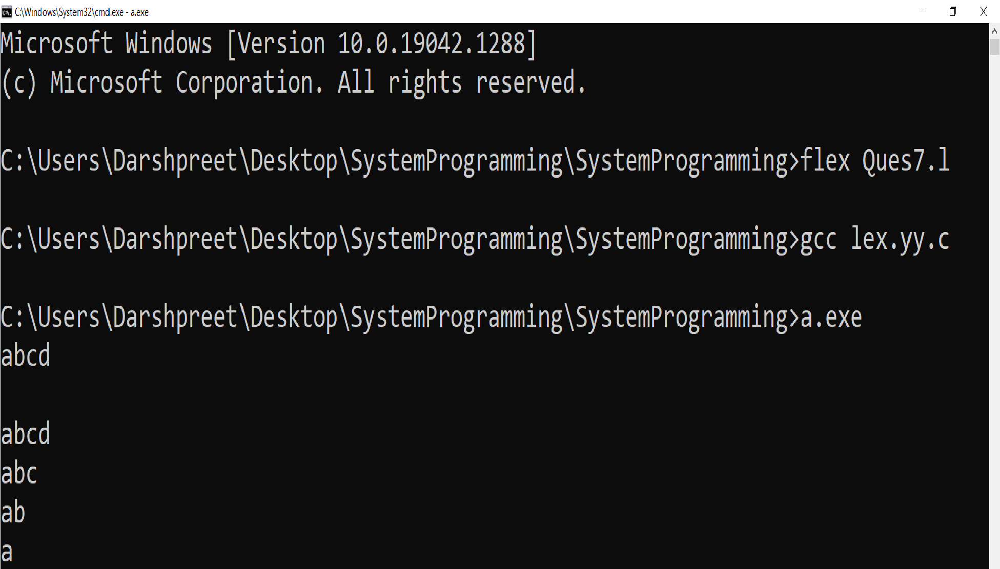 C:\Windows\System32\cmd.exe - a.exe
Microsoft Windows [Version 10.0.19042.1288]
(c) Microsoft Corporation. All rights reserved.
C:\Users\Darshpreet\Desktop\SystemProgramming\SystemProgramming>flex Ques7.l
C:\Users\Darshpreet\Desktop\SystemProgramming\SystemProgramming>gcc lex.yy.c
C:\Users\Darshpreet\Desktop\SystemProgramming\SystemProgramming>a.exe
abcd
abcd
abc
ab
a